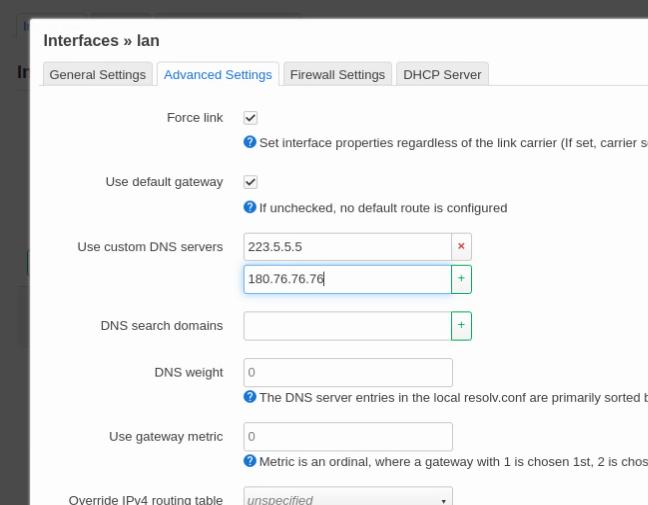 Interfaces » lan
General Settings Advanced Settings Firewall Settings DHCP Server
Force link
Set interface properties regardless of the link carrier (If set, carrier
Use default gateway
If unchecked, no default route is configured
Use custom DNS servers 223.5.5.5 ×
180.76.76.76 +
DNS search domains +
DNS weight 0
The DNS server entries in the local resolv.conf are primarily sorted
Use gateway metric 0
Metric is an ordinal, where a gateway with 1 is chosen 1st, 2 is
Override IPv4 routing table unspecified